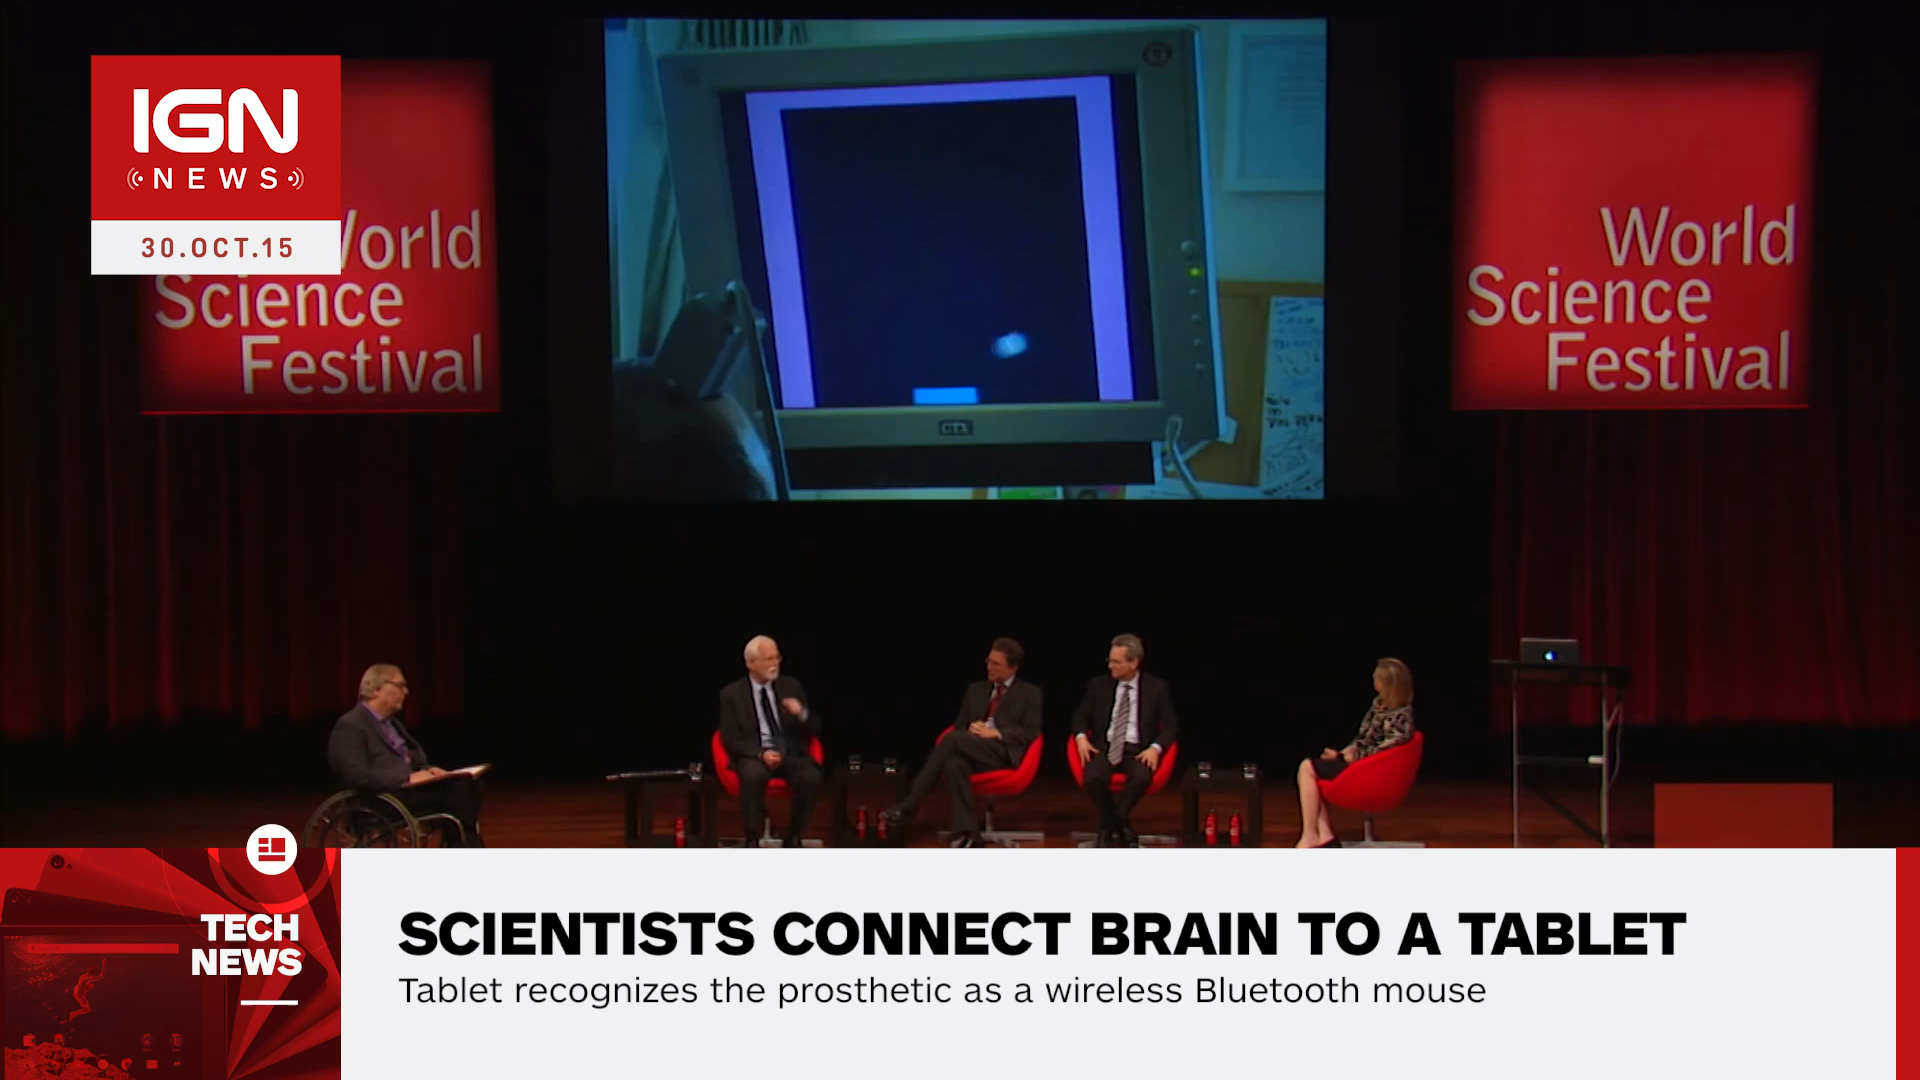 IGN
NEWS
30.OCT.15
World
Science
Festival
World
Science
Festival
TECH
NEWS
SCIENTISTS CONNECT BRAIN TO A TABLET
Tablet recognizes the prosthetic as a wireless Bluetooth mouse